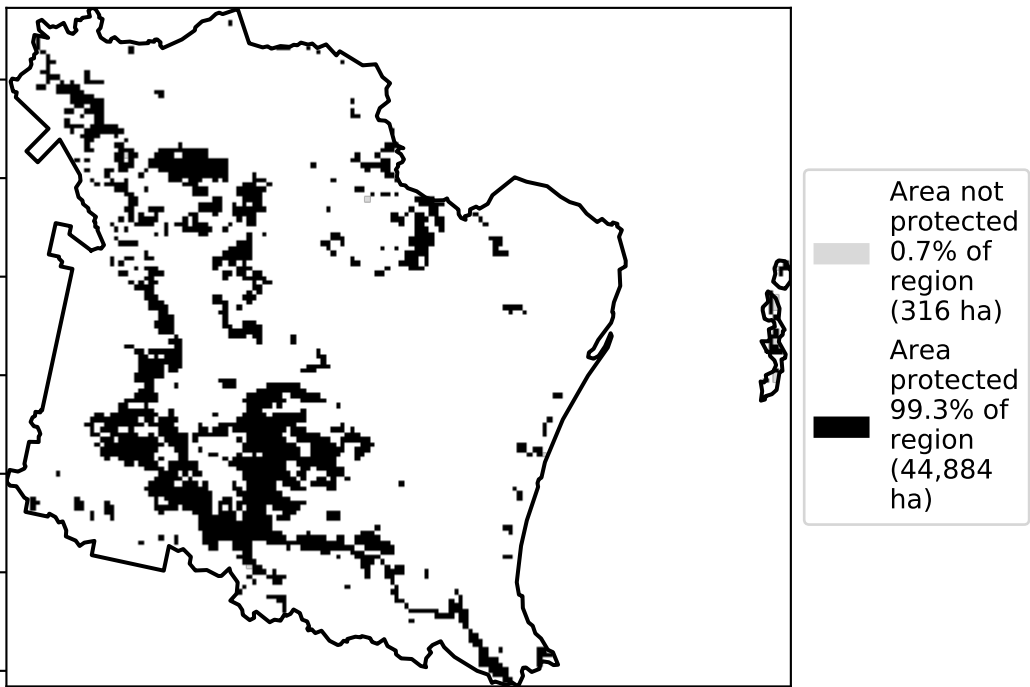 Area not
protected
0.7% of
region
(316 ha)
Area
protected
99.3% of
region
(44,884
ha)